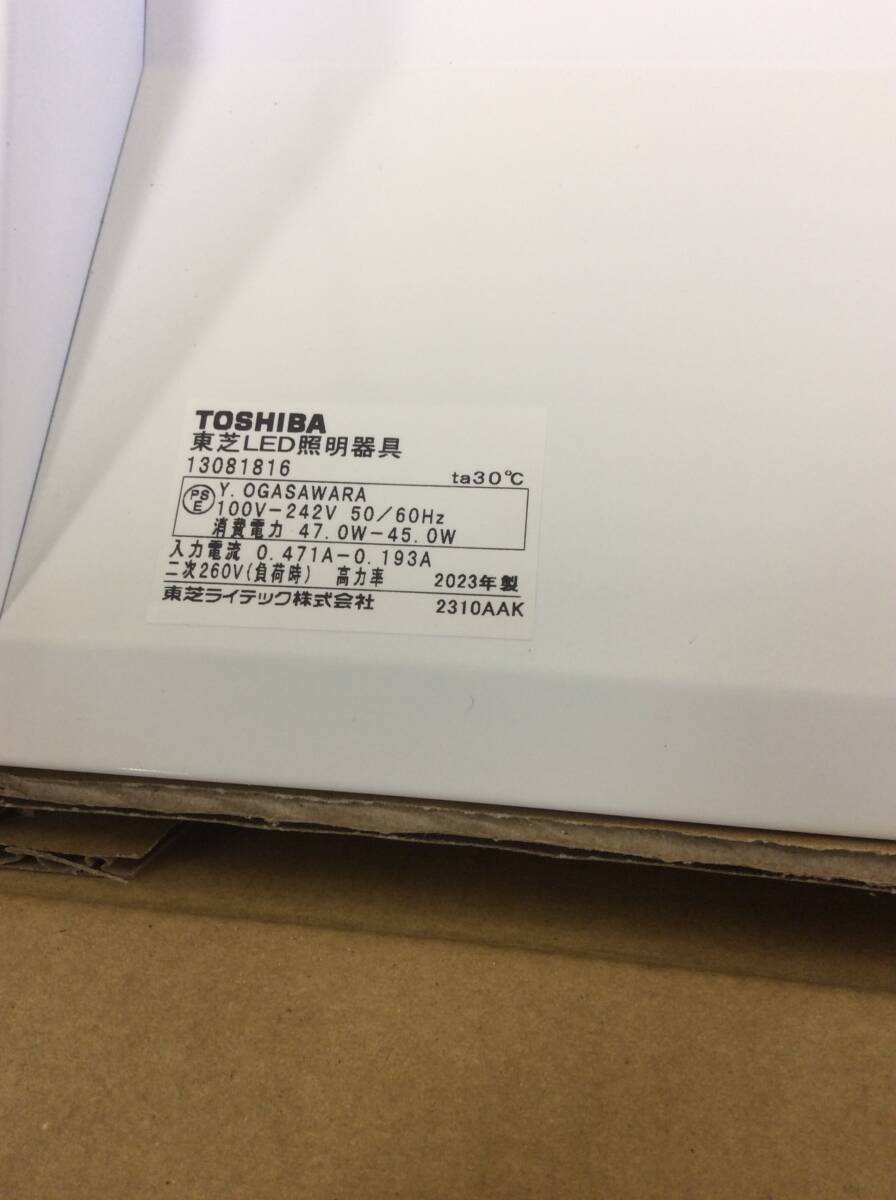 TOSHIBA
東芝LED照明器具
13081816 ta30℃
PSE Y. OGASAWARA
100V-242V 50/60Hz
消費電力 47.0W-45.0W
入力電流 0.471A-0.193A
二次260V(負荷時) 高力率 2023年製
東芝ライテック株式会社 2310AAK